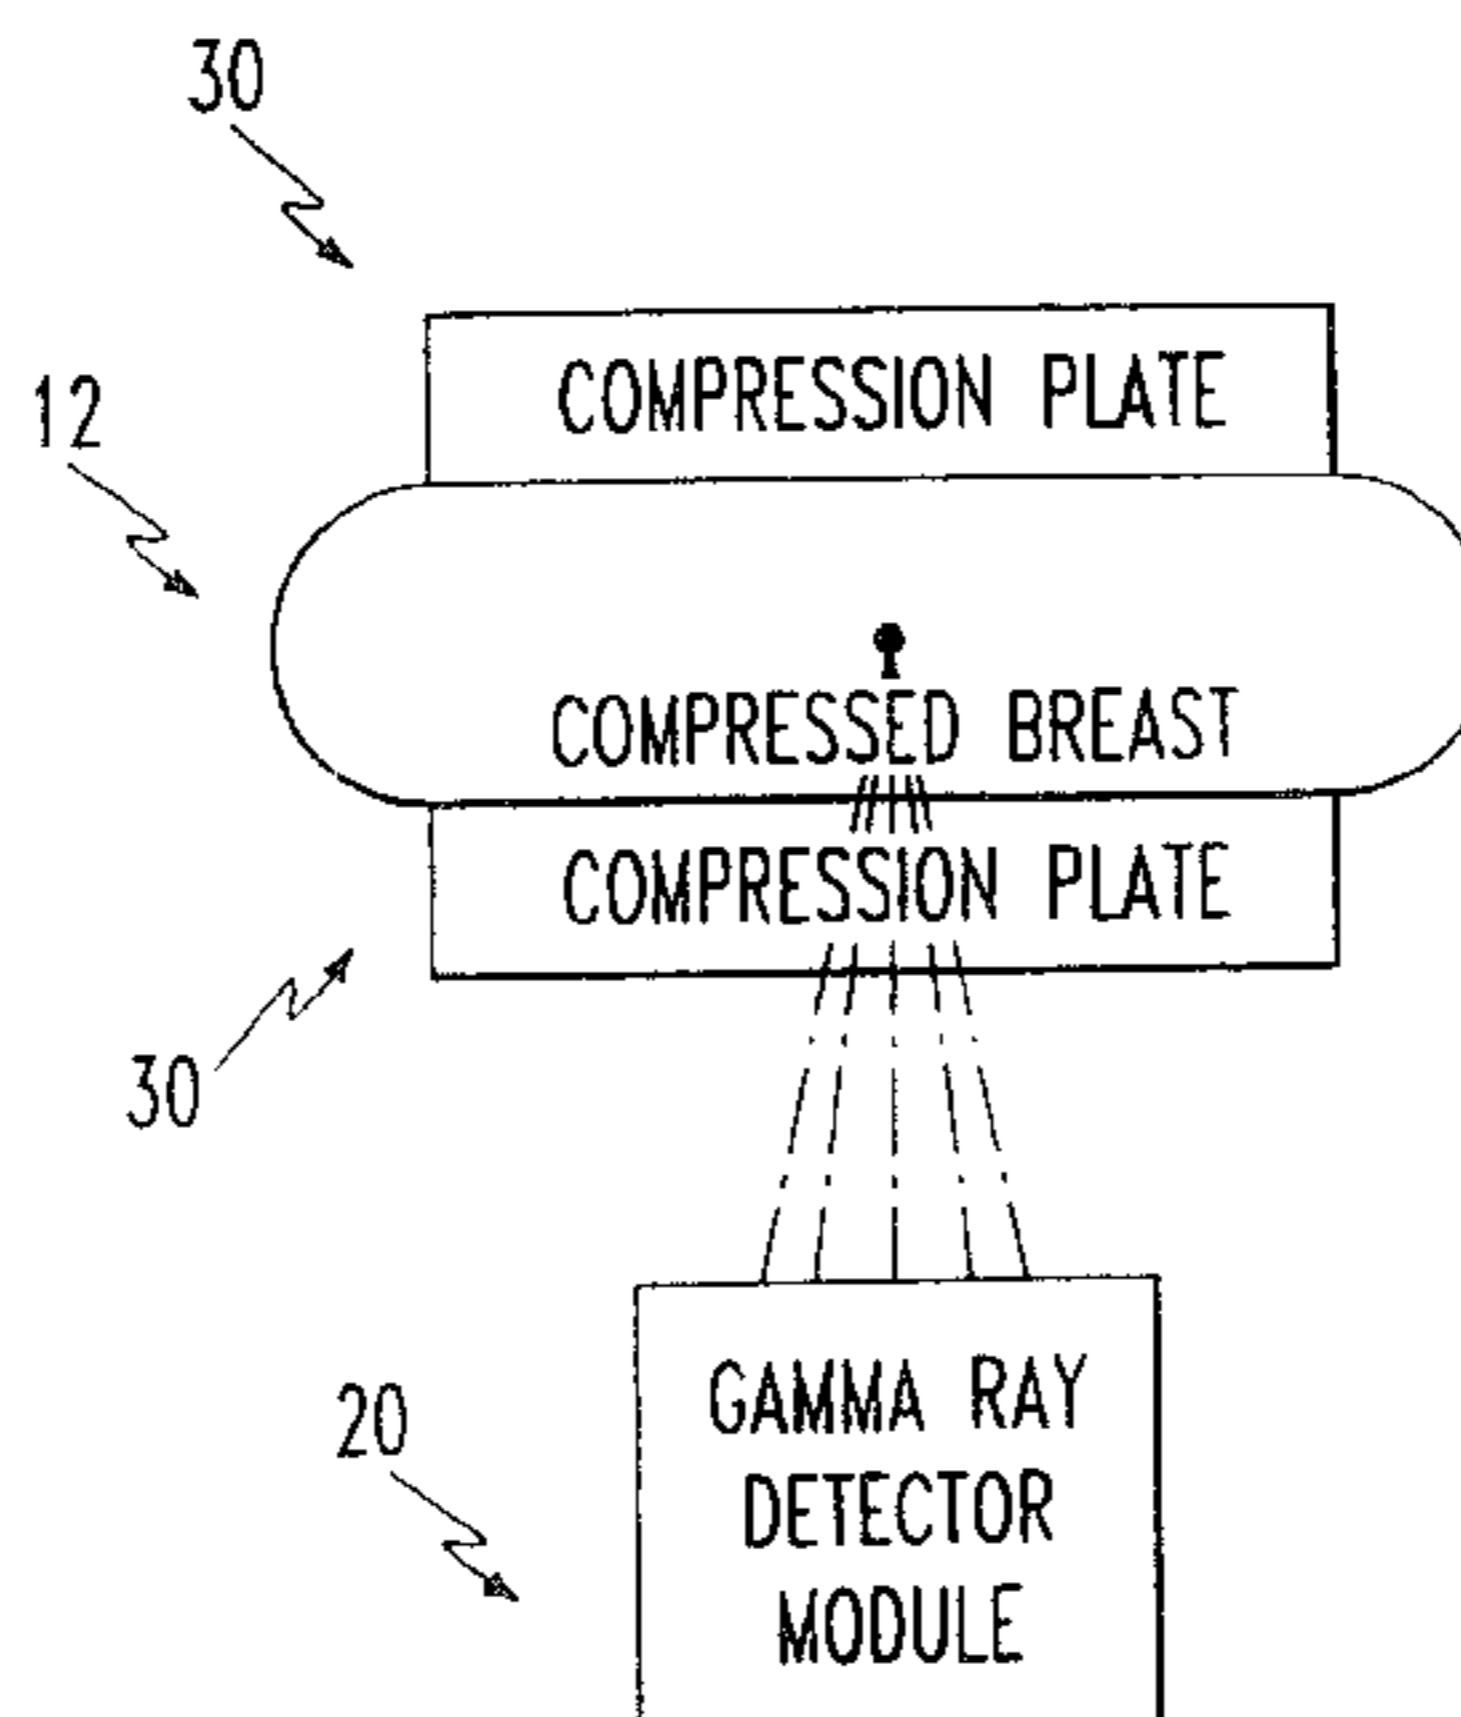 30
COMPRESSION PLATE
12
COMPRESSED BREAST
COMPRESSION PLATE
30
GAMMA RAY
20
DETECTOR
MODULE